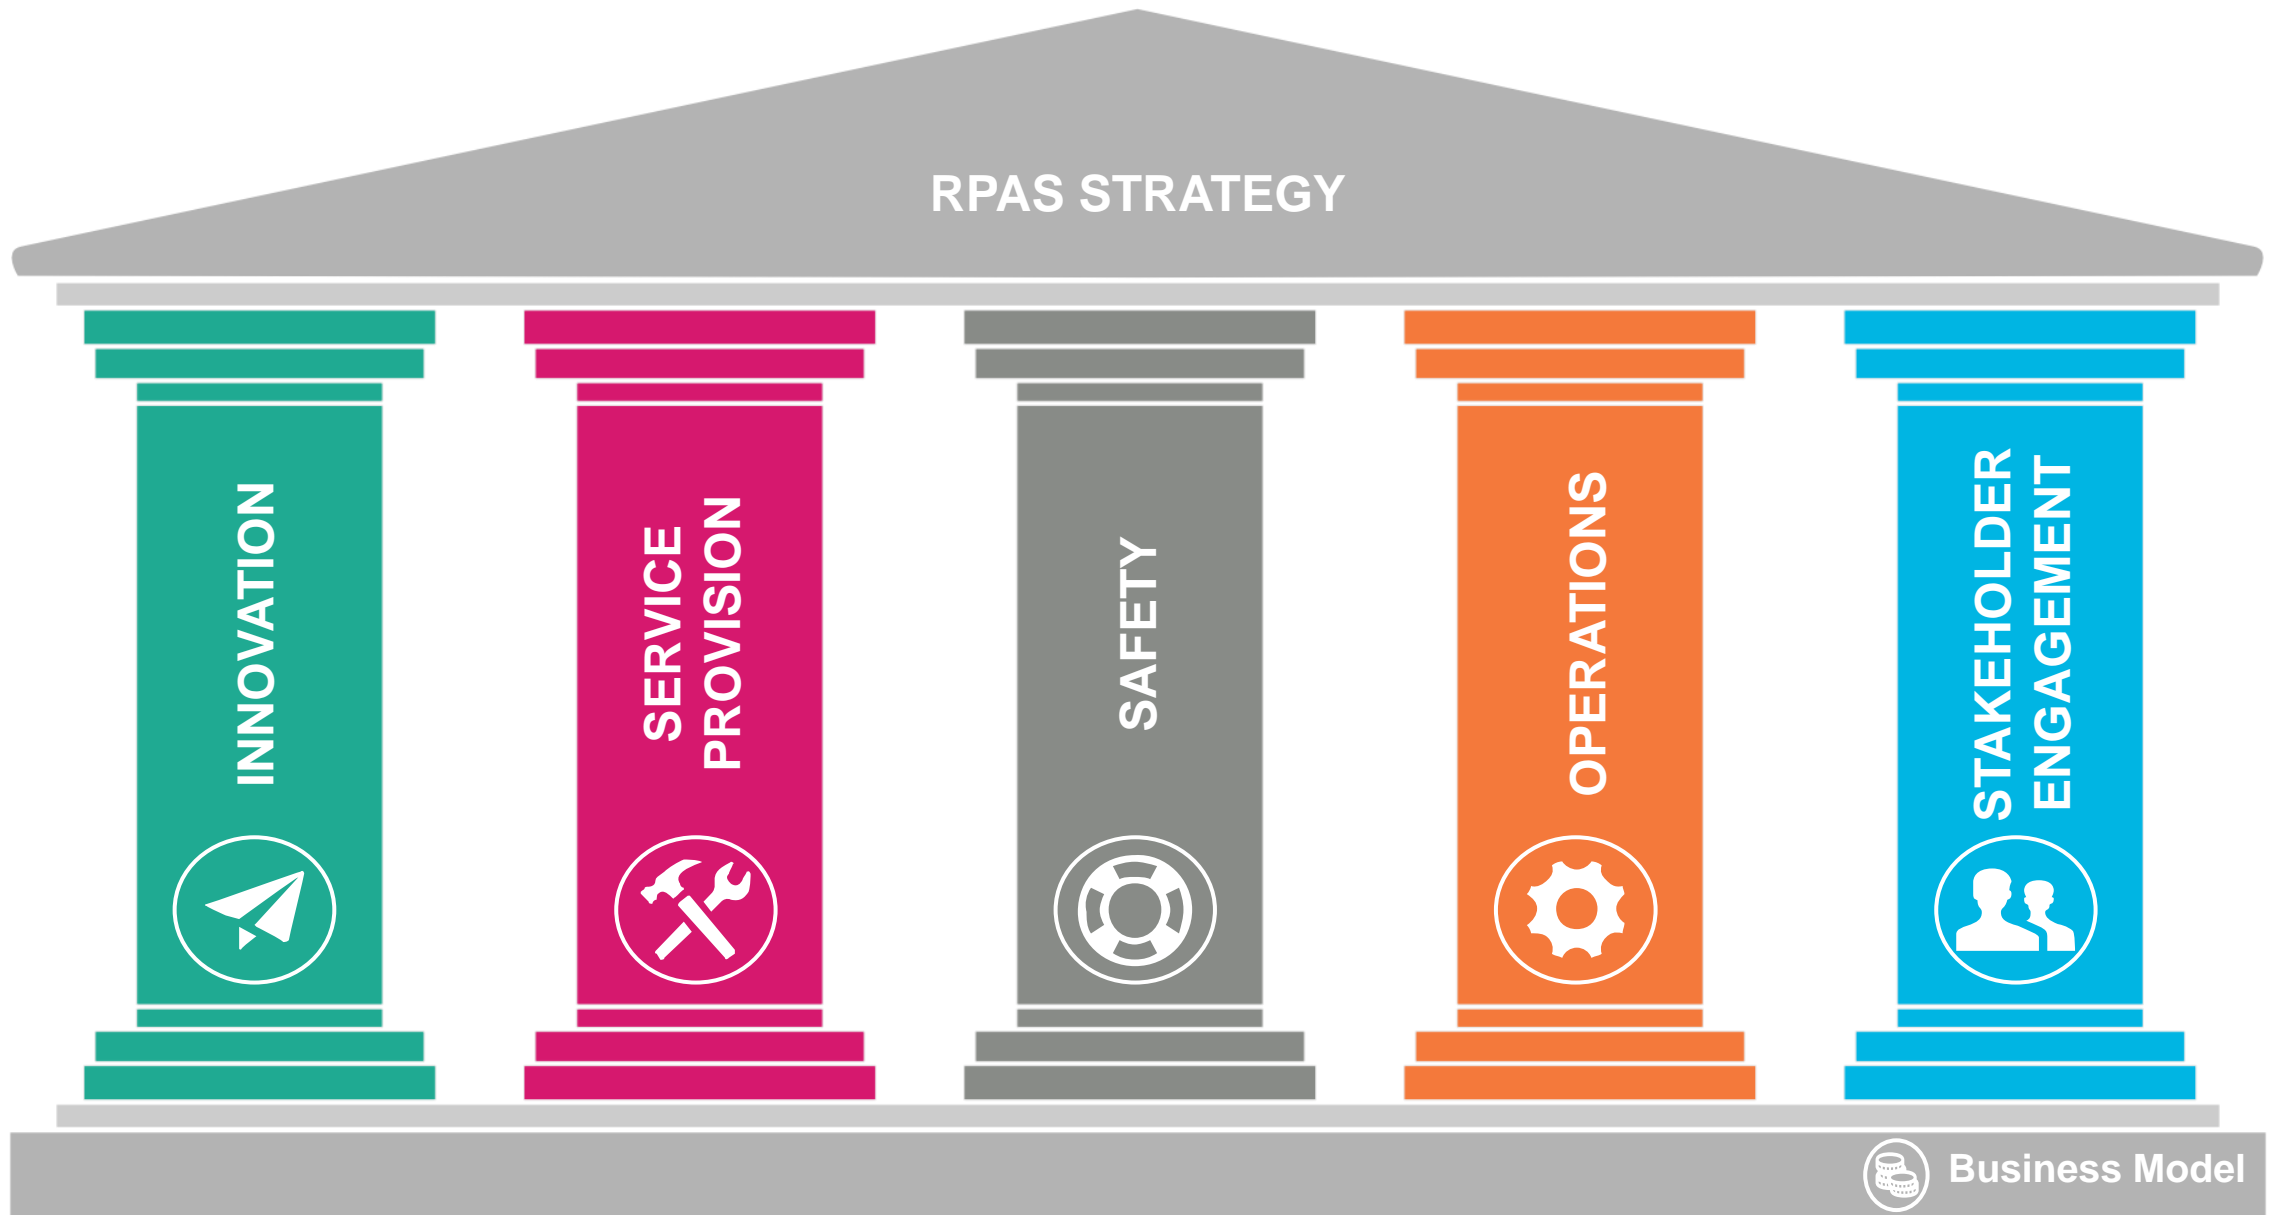 RPAS STRATEGY
INNOVATION
SERVICE
PROVISION
SAFETY
OPERATIONS
STAKEHOLDER
ENGAGEMENT
Business Model